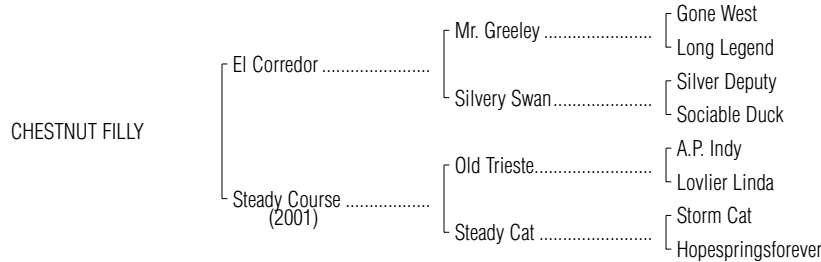 Gone West
Mr. Greeley ......................
Long Legend
El Corredor ......................
Silver Deputy
Silvery Swan....................
Sociable Duck
CHESTNUT FILLY
A.P. Indy
Old Trieste........................
Lovlier Linda
Steady Course .................
(2001)
Storm Cat
Steady Cat .......................
Hopespringsforever